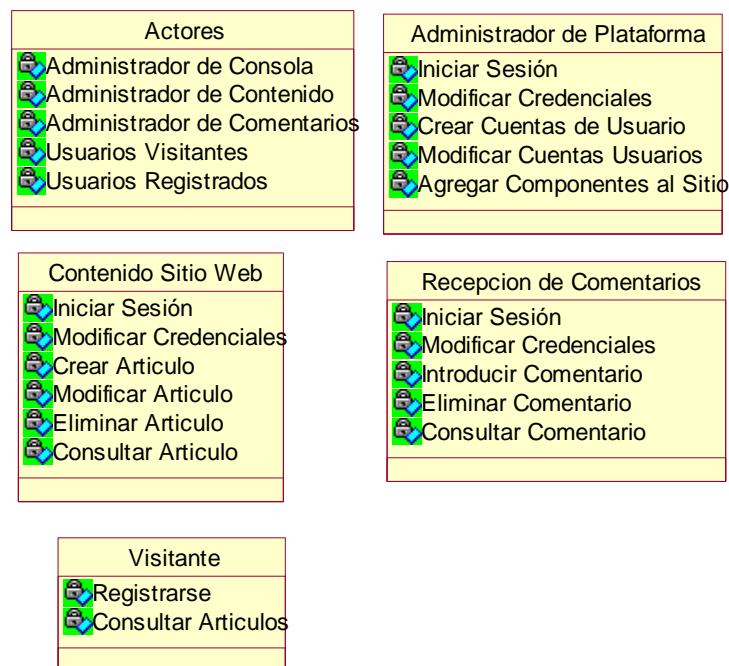 Actores
Administrador de Consola
Administrador de Contenido
Administrador de Comentarios
Usuarios Visitantes
Usuarios Registrados
Administrador de Plataforma
Iniciar Sesión
Modificar Credenciales
Crear Cuentas de Usuario
Modificar Cuentas Usuarios
Agregar Componentes al Sitio
Contenido Sitio Web
Iniciar Sesión
Modificar Credenciales
Crear Articulo
Modificar Articulo
Eliminar Articulo
Consultar Articulo
Recepcion de Comentarios
Iniciar Sesión
Modificar Credenciales
Introducir Comentario
Eliminar Comentario
Consultar Comentario
Visitante
Registrarse
Consultar Articulos